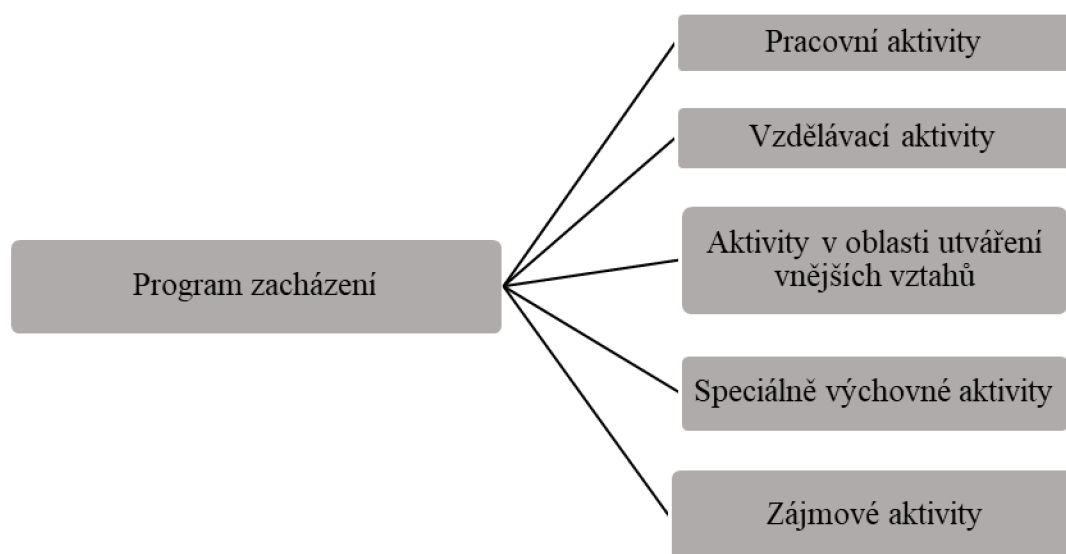 Pracovní aktivity
Vzdělávací aktivity
Aktivity v oblasti utváření
vnějších vztahů
Program zacházení
Speciálně výchovné aktivity
Zájmové aktivity